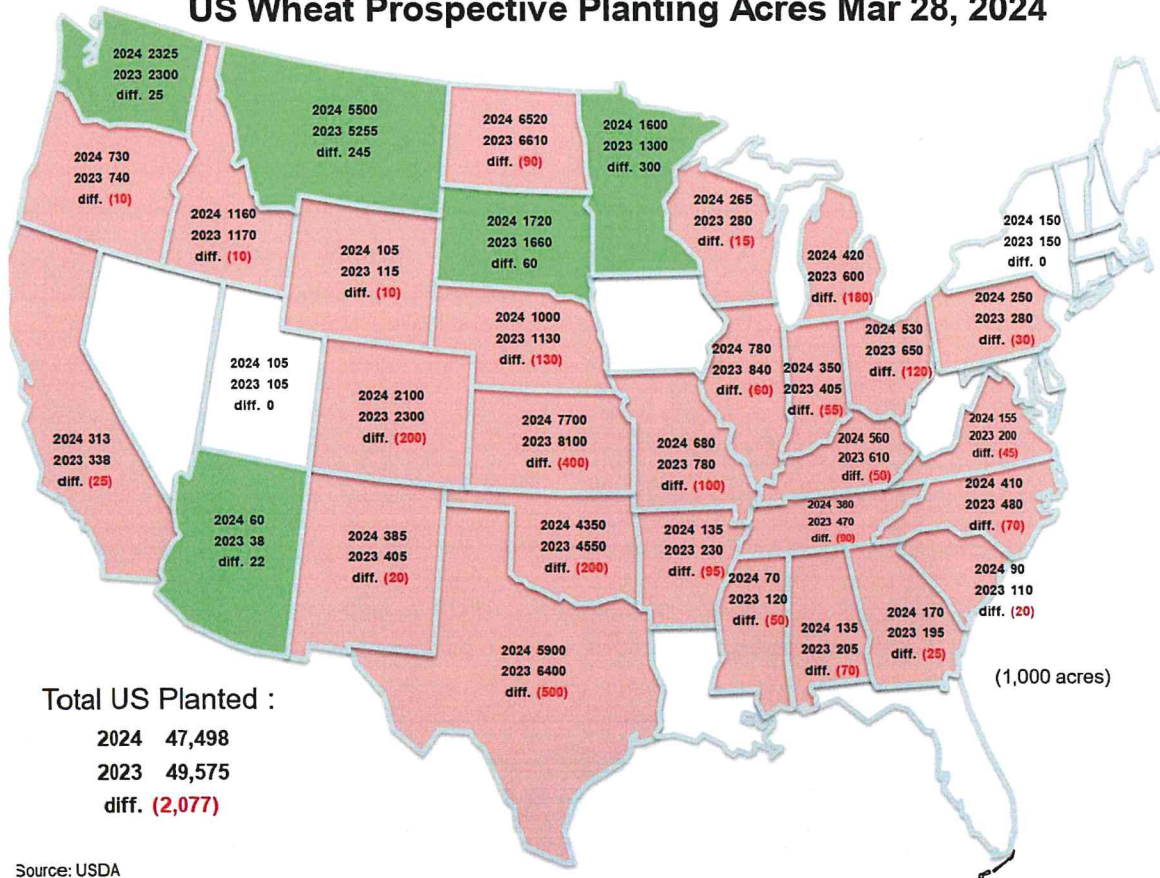 US Wheat Prospective Planting Acres Mar 28, 2024
2024 2325
2023 2300
diff. 25
2024 5500
2023 5255
diff. 245
2024 6520
2023 6610
diff. (90)
2024 1600
2023 1300
diff. 300
2024 730
2023 740
diff. (10)
2024 1160
2023 1170
diff. (10)
2024 105
2023 115
diff. (10)
2024 1720
2023 1660
diff. 60
2024 265
2023 280
diff. (15)
2024 420
2023 600
diff. (180)
2024 150
2023 150
diff. 0
2024 250
2023 280
diff. (30)
2024 1000
2023 1130
diff. (130)
2024 780
2023 840
diff. (60)
2024 350
2023 405
diff. (55)
2024 530
2023 650
diff. (120)
2024 105
2023 105
diff. 0
2024 2100
2023 2300
diff. (200)
2024 7700
2023 8100
diff. (400)
2024 680
2023 780
diff. (100)
2024 560
2023 610
diff. (50)
2024 155
2023 200
diff. (45)
2024 313
2023 338
diff. (25)
2024 60
2023 38
diff. 22
2024 385
2023 405
diff. (20)
2024 4350
2023 4550
diff. (200)
2024 135
2023 230
diff. (95)
2024 380
2023 470
diff. (90)
2024 410
2023 480
diff. (70)
2024 90
2023 110
diff. (20)
2024 70
2023 120
diff. (50)
2024 135
2023 205
diff. (70)
2024 170
2023 195
diff. (25)
2024 5900
2023 6400
diff. (500)
(1,000 acres)
Total US Planted :
2024 47,498
2023 49,575
diff. (2,077)
Source: USDA